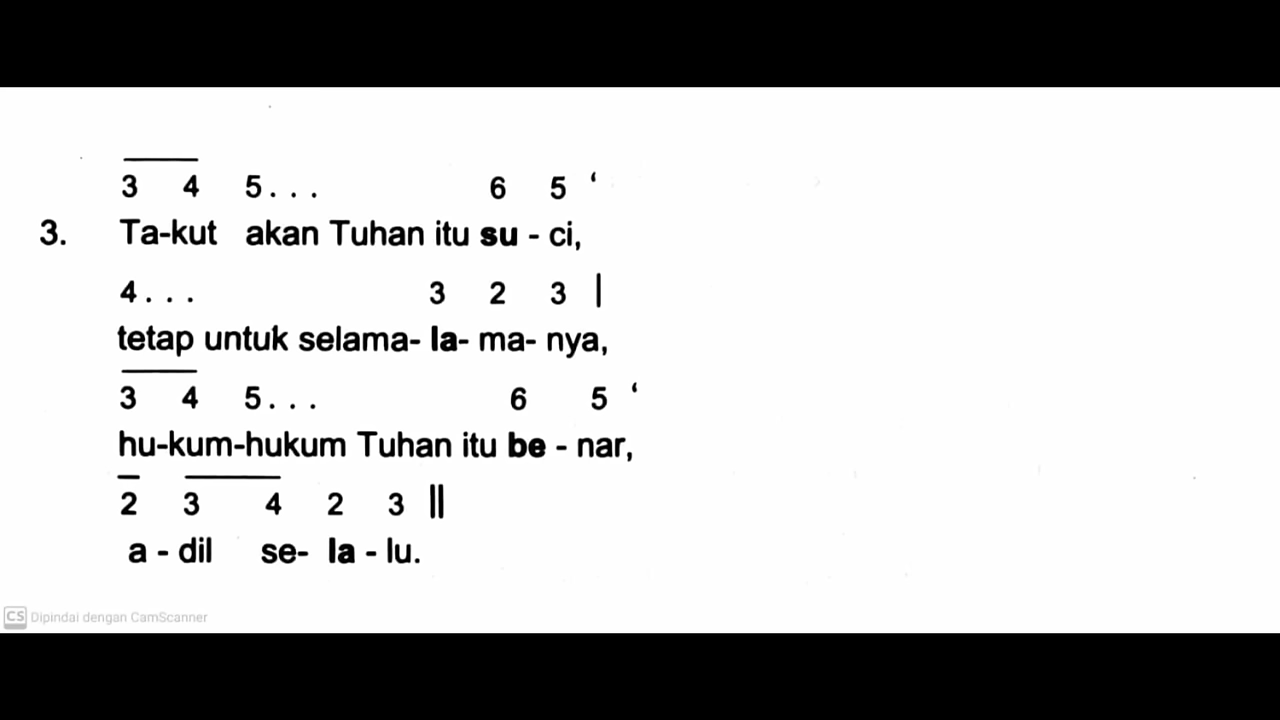 3 4 5... 6 5 ‘
3. Ta-kut akan Tuhan itu su - ci,
4... 3 2 3 |
tetap untuk selama- la- ma- nya,
3 4 5... 6 5 ‘
hu-kum-hukum Tuhan itu be - nar,
2 3 4 2 3 ||
a - dil se- la - lu.
CS Dipindai dengan CamScanner